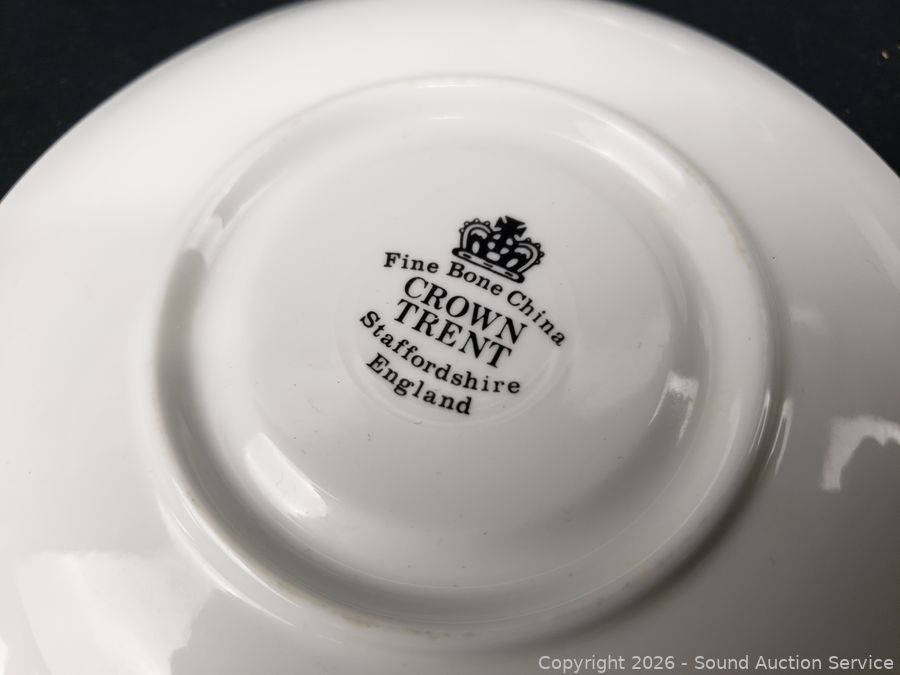 Fine Bone China
CROWN
TRENT
Staffordshire
England
Copyright 2026 - Sound Auction Service